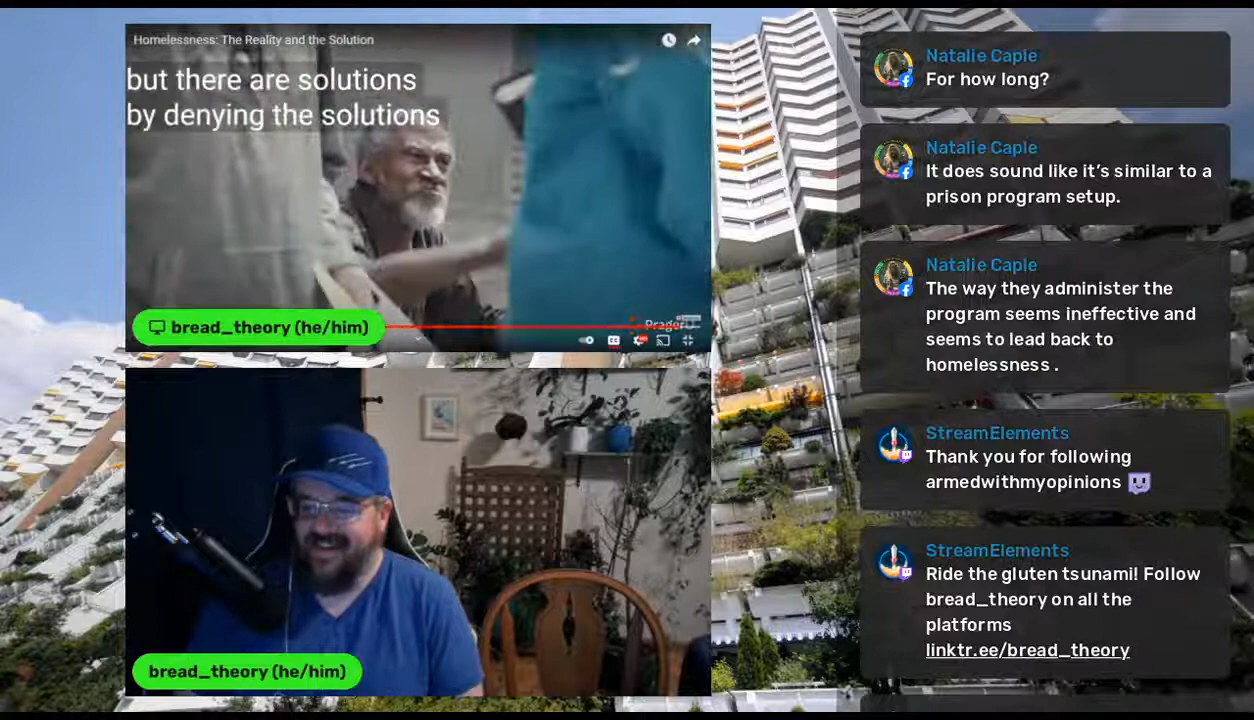 Homelessness: The Reality and the Solution
but there are solutions
by denying the solutions
PragerU
bread_theory (he/him)
bread_theory (he/him)
Natalie Caple
For how long?
Natalie Caple
It does sound like it's similar to a
prison program setup.
Natalie Caple
The way they administer the
program seems ineffective and
seems to lead back to
homelessness .
StreamElements
Thank you for following
armedwithmyopinions
StreamElements
Ride the gluten tsunami! Follow
bread_theory on all the
platforms
linktr.ee/bread_theory